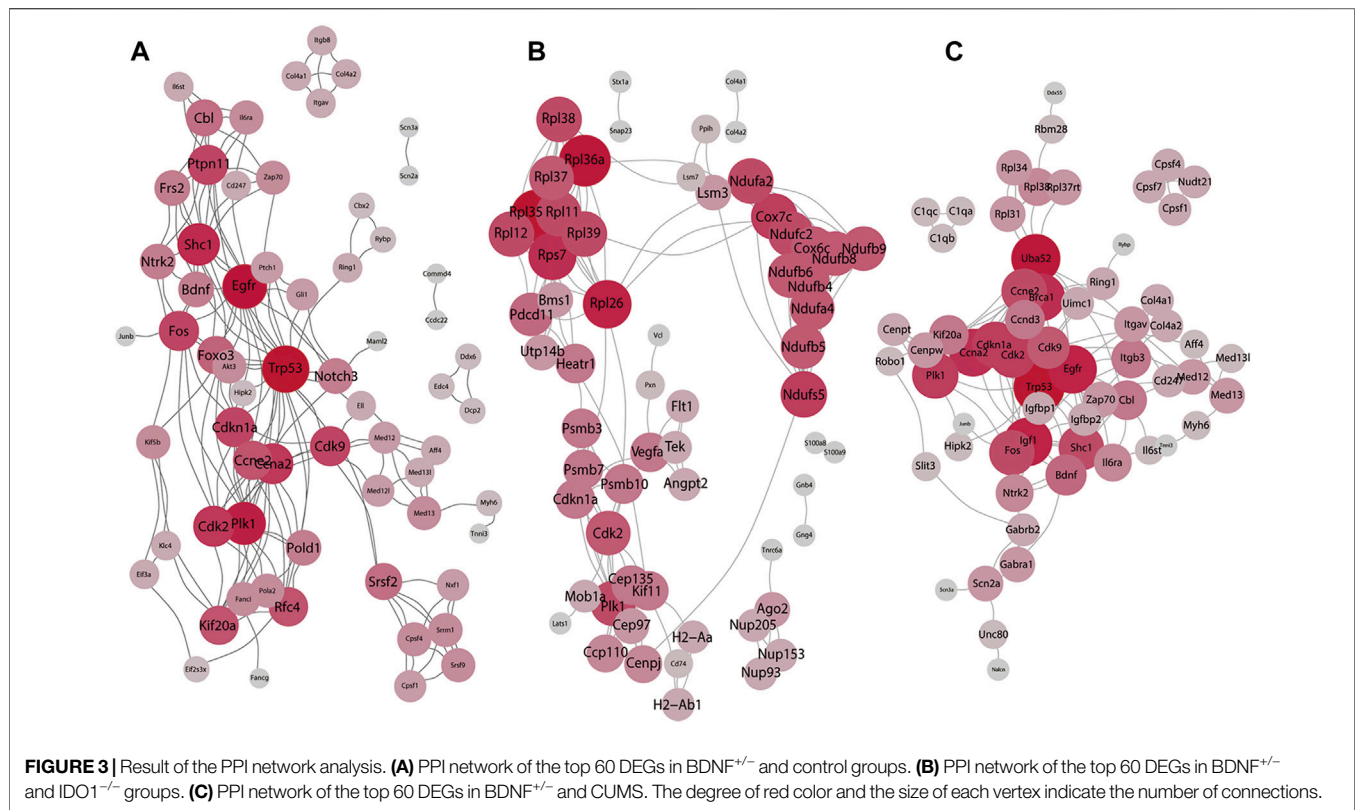 A
Itgb8
Col4a1
Col4a2
Itgav
Il6st
Cbl
Il6ra
Scn3a
Scn2a
Ptpn11
Frs2
Cd247
Zap70
Cbx2
Rybp
Ring1
Shc1
Ntrk2
Bdnf
Egfr
Ptch1
Gli1
Commd4
Ccdc22
Junb
Fos
Foxo3
Akt3
Hipk2
Trp53
Maml2
Notch3
Ddx6
Edc4
Dcp2
Ell
Cdkn1a
Kif5b
Ccne2
Ccna2
Cdk9
Med12
Aff4
Med13l
Med12l
Med13
Myh6
Tnni3
Cdk2
Plk1
Pold1
Klc4
Eif3a
Fancl
Pola2
Rfc4
Kif20a
Eif2s3x
Fancg
Srsf2
Nxf1
Cpsf4
Srrm1
Srsf9
Cpsf1
B
Stx1a
Snap23
Col4a1
Col4a2
Rpl38
Ppih
Rpl36a
Rpl37
Lsm7
Lsm3
Ndufa2
Rpl35
Rpl11
Rpl12
Rpl39
Rps7
Cox7c
Ndufc2
Cox6c
Ndufb9
Ndufb8
Ndufb6
Ndufb4
Ndufa4
Bms1
Rpl26
Pdcd11
Utp14b
Heatr1
Ndufb5
Ndufs5
Vcl
Pxn
Flt1
Tek
Vegfa
Angpt2
Psmb3
Psmb7
Psmb10
Cdkn1a
Cdk2
S100a8
S100a9
Gnb4
Gng4
Cep135
Kif11
Mob1a
Plk1
Lats1
Cep97
Ccp110
Cenpj
H2-Aa
Cd74
H2-Ab1
Tnrc6a
Ago2
Nup205
Nup153
Nup93
C
Ddx55
Rbm28
Rpl34
Rpl38
Rpl37rt
Rpl31
Cpsf4
Cpsf7
Nudt21
Cpsf1
C1qc
C1qa
C1qb
Uba52
Rybp
Ring1
Ccne2
Brca1
Uimc1
Ccnd3
Col4a1
Itgav
Col4a2
Cenpt
Kif20a
Cdkn1a
Cenpw
Ccna2
Cdk2
Cdk9
Robo1
Plk1
Egfr
Itgb3
Aff4
Med13l
Cd247
Med12
Med13
Trp53
Igfbp1
Zap70
Cbl
Igfbp2
Myh6
Junb
Hipk2
Igf1
Fos
Shc1
Il6st
Tnni3
Il6ra
Slit3
Bdnf
Ntrk2
Gabrb2
Gabra1
Scn3a
Scn2a
Unc80
Nalcn
FIGURE 3 | Result of the PPI network analysis. (A) PPI network of the top 60 DEGs in BDNF+/− and control groups. (B) PPI network of the top 60 DEGs in BDNF+/−
and IDO1−/− groups. (C) PPI network of the top 60 DEGs in BDNF+/− and CUMS. The degree of red color and the size of each vertex indicate the number of connections.